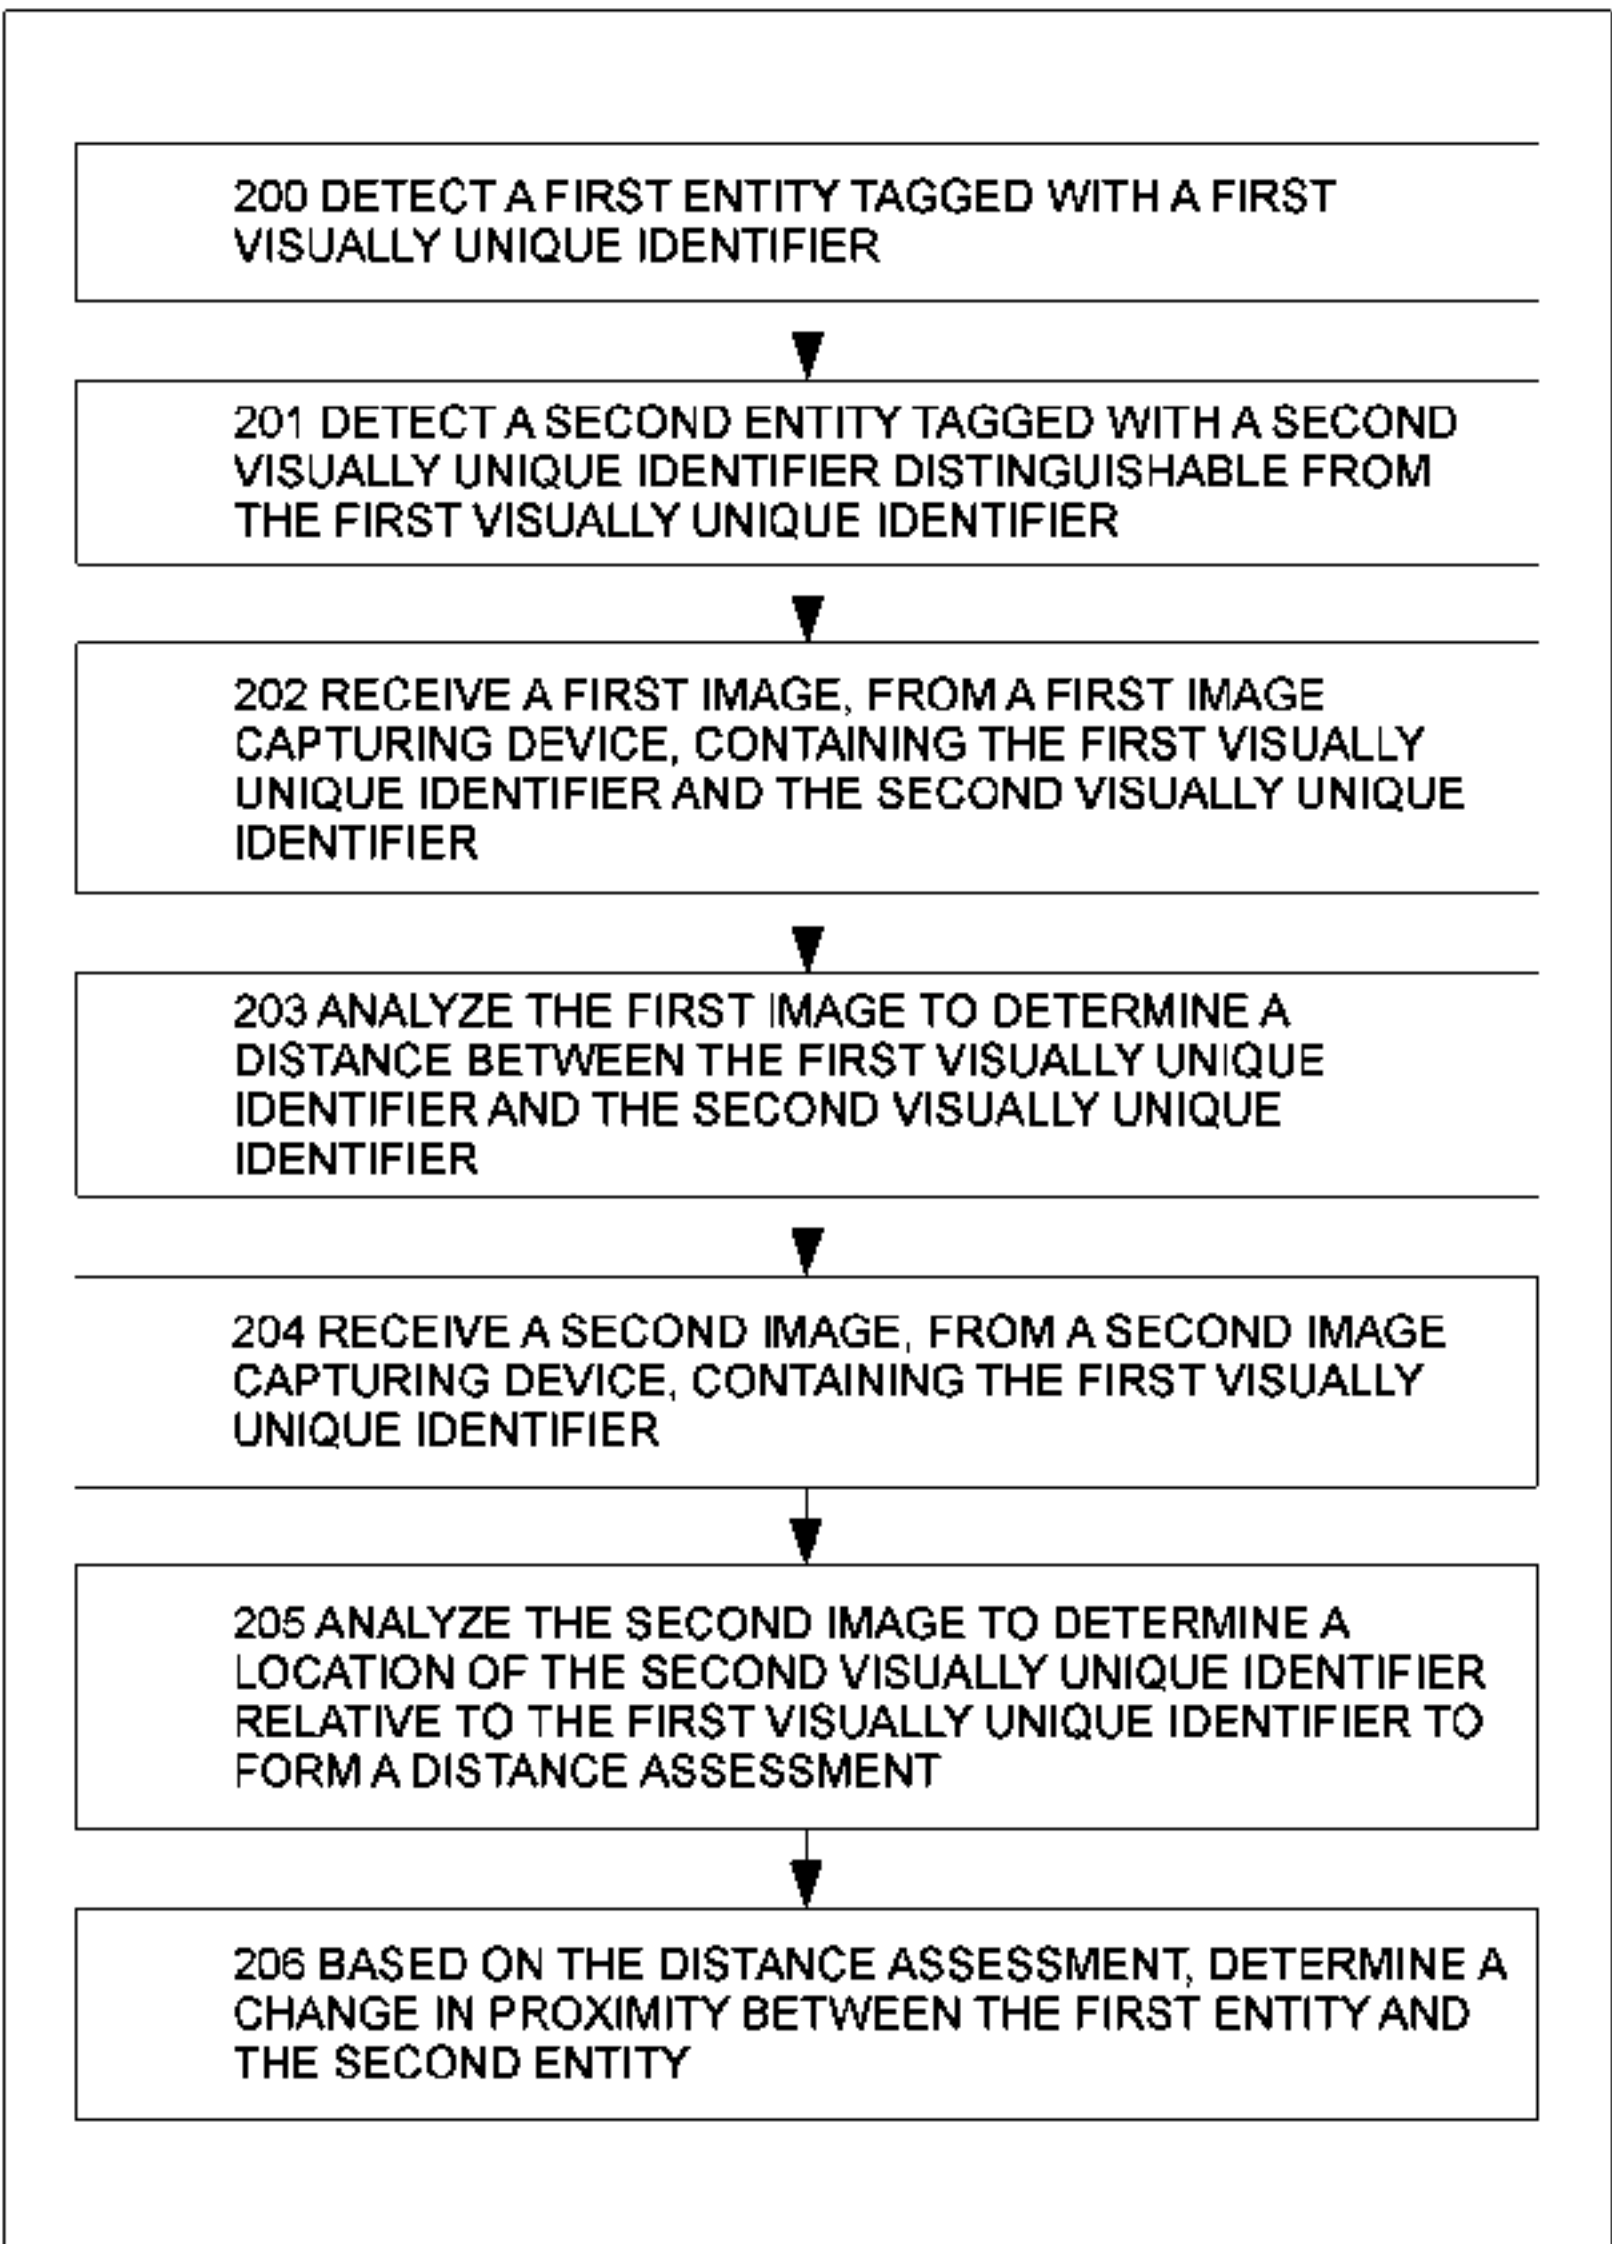 200 DETECT A FIRST ENTITY TAGGED WITH A FIRST
VISUALLY UNIQUE IDENTIFIER
201 DETECT A SECOND ENTITY TAGGED WITH A SECOND
VISUALLY UNIQUE IDENTIFIER DISTINGUISHABLE FROM
THE FIRST VISUALLY UNIQUE IDENTIFIER
202 RECEIVE A FIRST IMAGE, FROM A FIRST IMAGE
CAPTURING DEVICE, CONTAINING THE FIRST VISUALLY
UNIQUE IDENTIFIER AND THE SECOND VISUALLY UNIQUE
IDENTIFIER
203 ANALYZE THE FIRST IMAGE TO DETERMINE A
DISTANCE BETWEEN THE FIRST VISUALLY UNIQUE
IDENTIFIER AND THE SECOND VISUALLY UNIQUE
IDENTIFIER
204 RECEIVE A SECOND IMAGE, FROM A SECOND IMAGE
CAPTURING DEVICE, CONTAINING THE FIRST VISUALLY
UNIQUE IDENTIFIER
205 ANALYZE THE SECOND IMAGE TO DETERMINE A
LOCATION OF THE SECOND VISUALLY UNIQUE IDENTIFIER
RELATIVE TO THE FIRST VISUALLY UNIQUE IDENTIFIER TO
FORM A DISTANCE ASSESSMENT
206 BASED ON THE DISTANCE ASSESSMENT, DETERMINE A
CHANGE IN PROXIMITY BETWEEN THE FIRST ENTITY AND
THE SECOND ENTITY